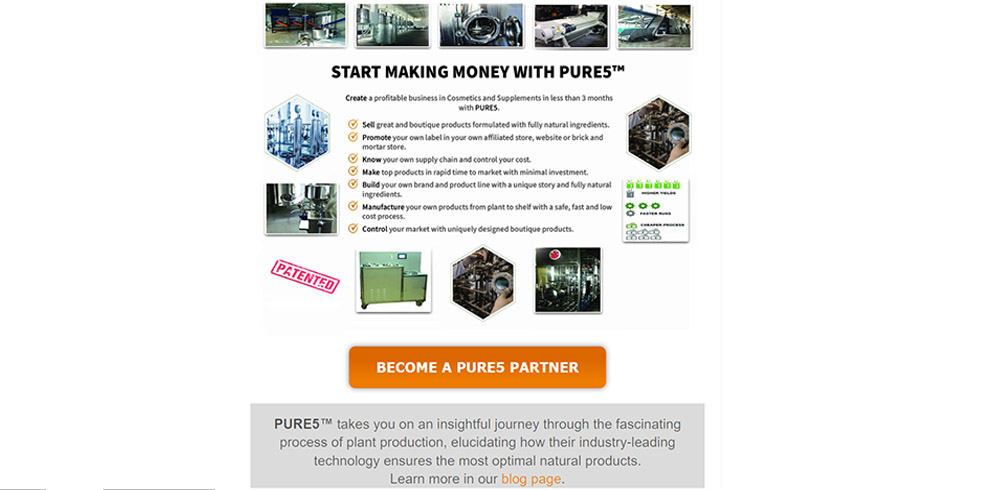 START MAKING MONEY WITH PURE5™
Create a profitable business in Cosmetics and Supplements in less than 3 months
with PURE5.
Sell great and boutique products formulated with fully natural ingredients.
Promote your own label in your own affiliated store, website or brick and
mortar store.
Know your own supply chain and control your cost.
Make top products in rapid time to market with minimal investment.
Build your own brand and product line with a unique story and fully natural
ingredients.
Manufacture your own products from plant to shelf with a safe, fast and low
cost process.
Control your market with uniquely designed boutique products.
HIGHER YIELDS
FASTER RUNS
CHEAPER PROCESS
PATENTED
BECOME A PURE5 PARTNER
PURE5™ takes you on an insightful journey through the fascinating
process of plant production, elucidating how their industry-leading
technology ensures the most optimal natural products.
Learn more in our blog page.